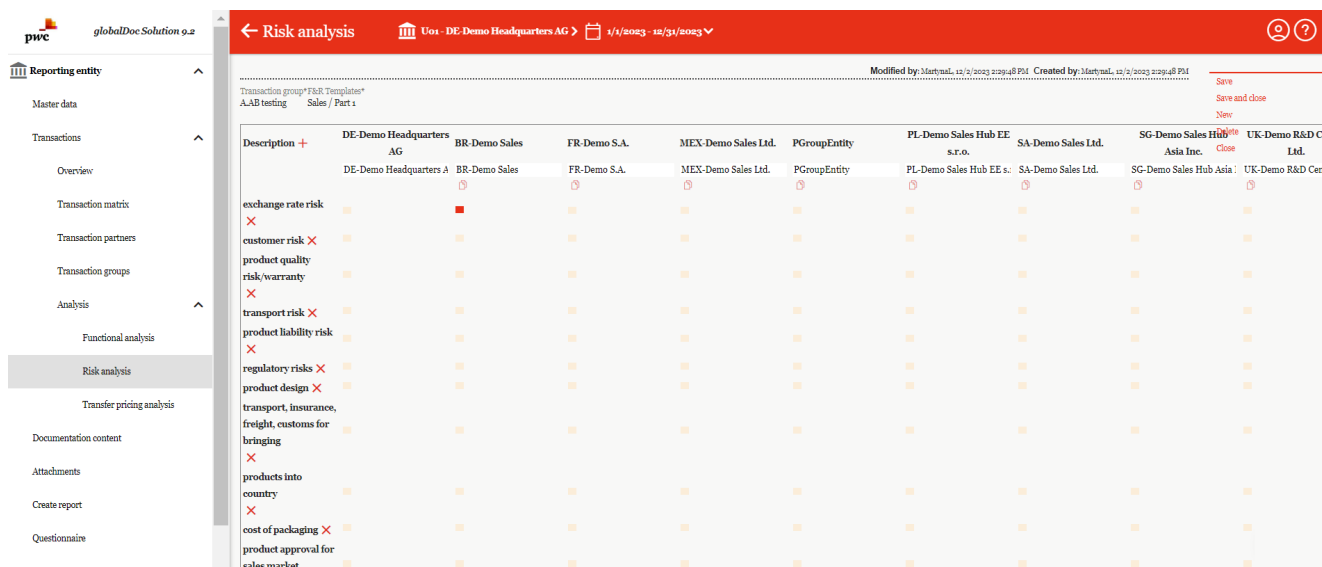 pwc
globalDoc Solution 9.2
Risk analysis
U01 - DE-Demo Headquarters AG
1/1/2023 - 12/31/2023
?
Reporting entity
Master data
Transactions
Overview
Transaction matrix
Transaction partners
Transaction groups
Analysis
Functional analysis
Risk analysis
Transfer pricing analysis
Documentation content
Attachments
Create report
Questionnaire
Modified by: MartynaL, 12/2/2023 2:29:48 PM Created by: MartynaL, 12/2/2023 2:29:48 PM
Save
Save and close
New
Delete
Close
Transaction group* F&R Templates*
A.AB testing Sales / Part 1
Description +
DE-Demo Headquarters
AG
BR-Demo Sales
FR-Demo S.A.
MEX-Demo Sales Ltd.
PGroupEntity
PL-Demo Sales Hub EE
s.r.o.
SA-Demo Sales Ltd.
SG-Demo Sales Hub
Asia Inc.
UK-Demo R&D C
Ltd.
DE-Demo Headquarters A BR-Demo Sales FR-Demo S.A. MEX-Demo Sales Ltd. PGroupEntity PL-Demo Sales Hub EE s. SA-Demo Sales Ltd. SG-Demo Sales Hub Asia UK-Demo R&D Cen
exchange rate risk
customer risk
product quality
risk/warranty
transport risk
product liability risk
regulatory risks
product design
transport, insurance,
freight, customs for
bringing
products into
country
cost of packaging
product approval for
sales market